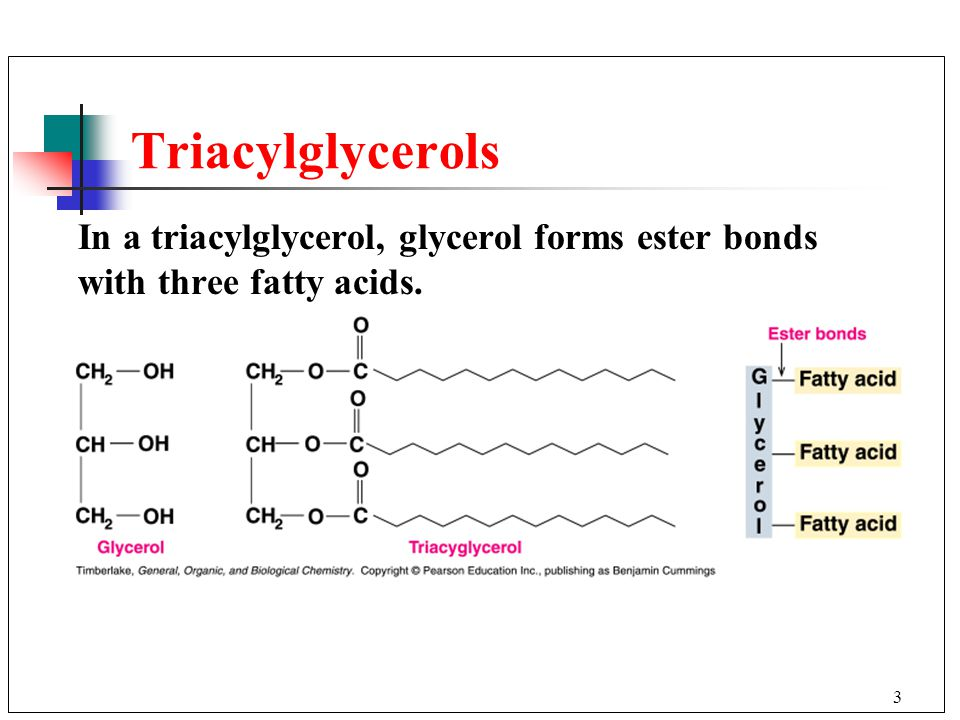 Triacylglycerols
In a triacylglycerol, glycerol forms ester bonds
with three fatty acids.
CH2—OH
CH—OH
CH2—OH
Glycerol
O
CH2—O—C
O
CH—O—C
O
CH2—O—C
Triacyglycerol
Ester bonds
Glycerol
Fatty acid
Fatty acid
Fatty acid
Timberlake, General, Organic, and Biological Chemistry. Copyright © Pearson Education Inc., publishing as Benjamin Cummings
3